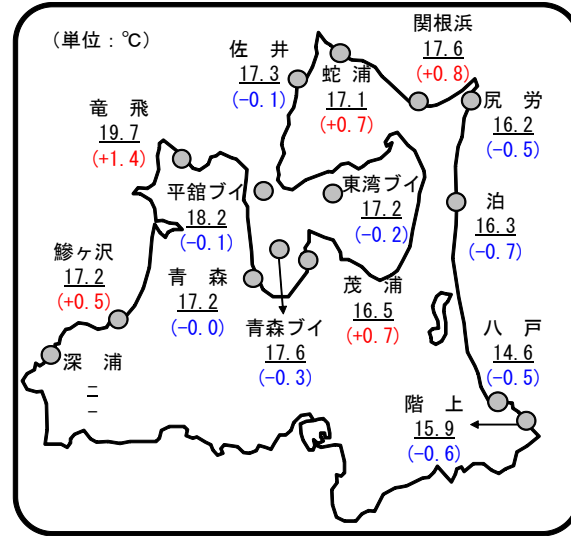 （単位：℃）
関根浜
17.6
(+0.8)
佐　井
17.3
(−0.1)
蛇　浦
17.1
(+0.7)
尻　労
16.2
(−0.5)
竜　飛
19.7
(+1.4)
平舘ブイ
18.2
(−0.1)
東湾ブイ
17.2
(−0.2)
泊
16.3
(−0.7)
鰺ヶ沢
17.2
(+0.5)
青　森
17.2
(−0.0)
茂　浦
16.5
(+0.7)
青森ブイ
17.6
(−0.3)
八　戸
14.6
(−0.5)
深　浦
−
−
階　上
15.9
(−0.6)